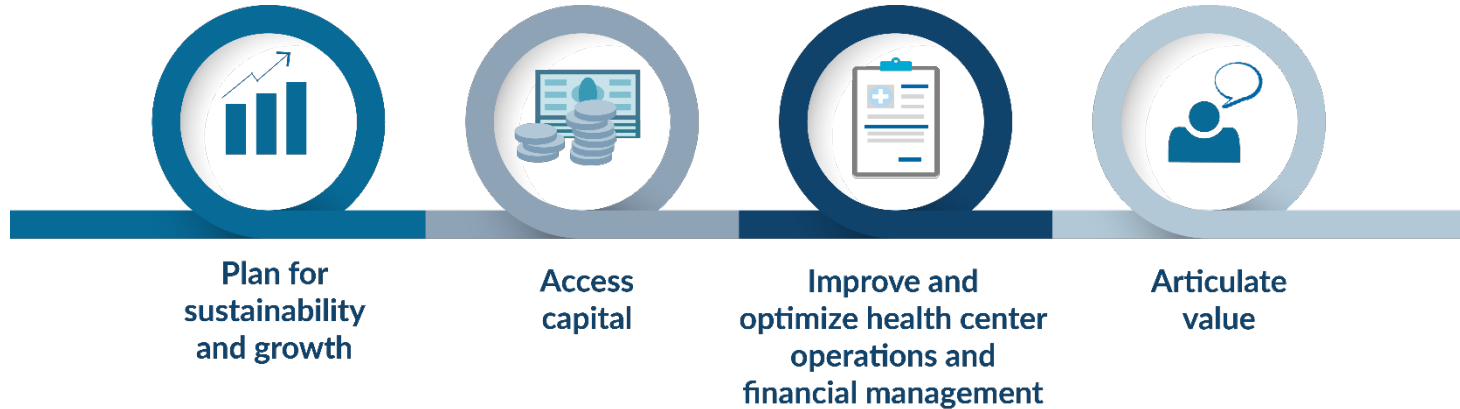 Plan for
sustainability
and growth
Access
capital
Improve and
optimize health center
operations and
financial management
Articulate
value